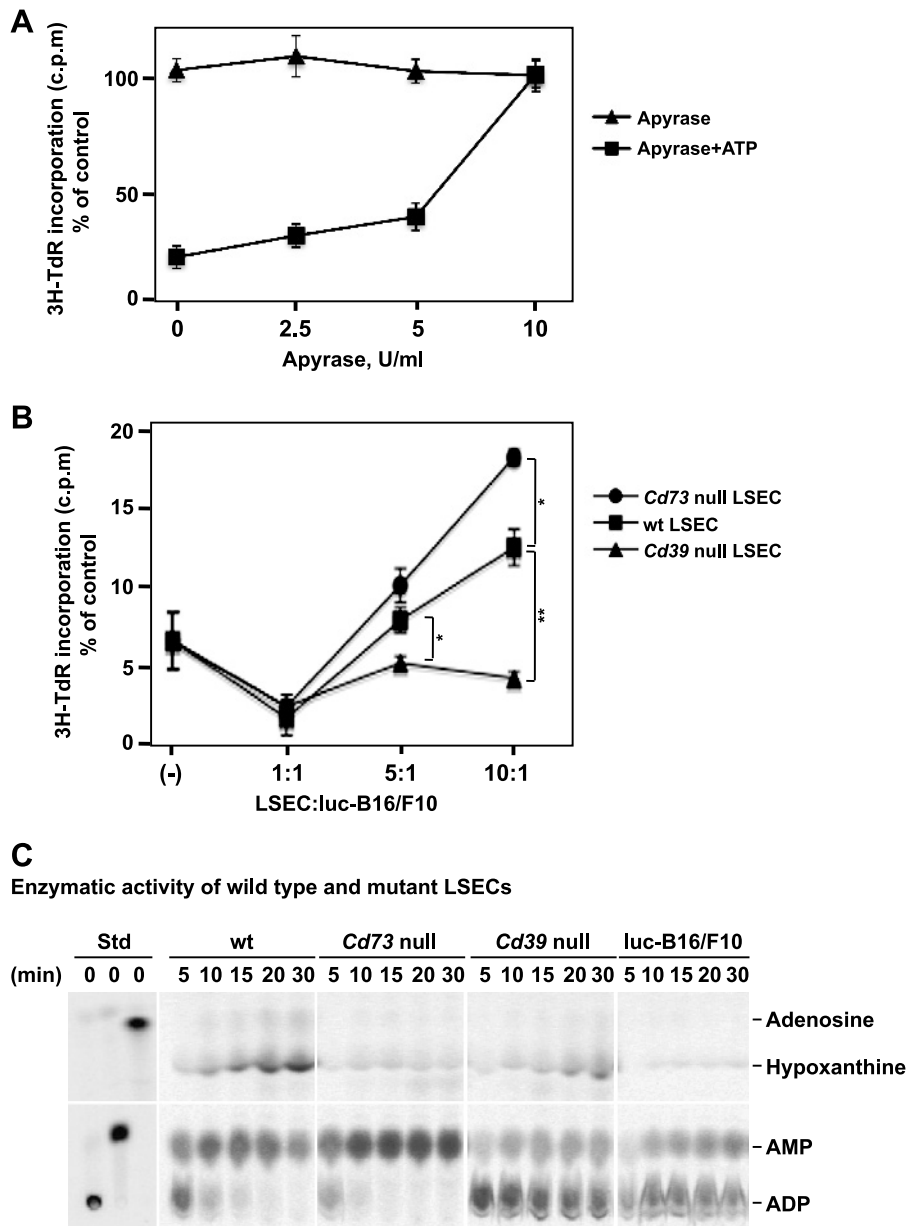 A
3H-TdR incorporation (c.p.m)
% of control
100
50
0
0 2.5 5 10
Apyrase, U/ml
Apyrase
Apyrase+ATP
B
3H-TdR incorporation (c.p.m)
% of control
20
15
10
5
0
(-) 1:1 5:1 10:1
LSEC:luc-B16/F10
*
**
*
Cd73 null LSEC
wt LSEC
Cd39 null LSEC
C
Enzymatic activity of wild type and mutant LSECs
Std wt Cd73 null Cd39 null luc-B16/F10
(min) 0 0 0 5 10 15 20 30 5 10 15 20 30 5 10 15 20 30 5 10 15 20 30
Adenosine
Hypoxanthine
AMP
ADP